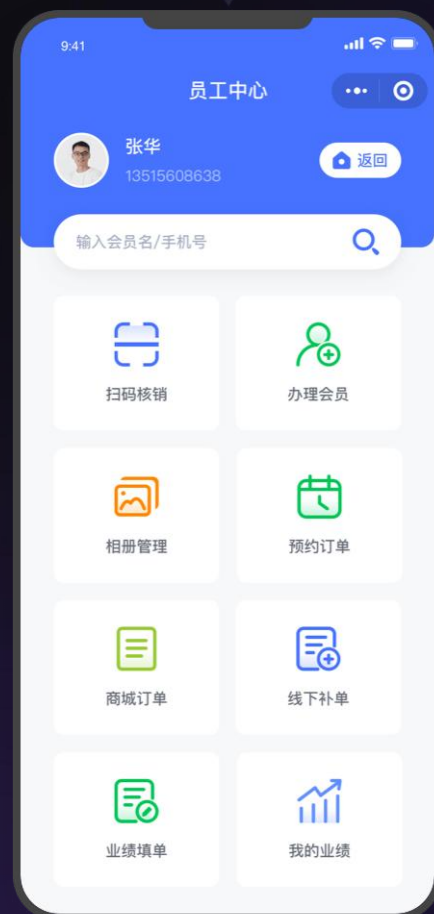 9:41
员工中心
张华
13515608638
返回
输入会员名/手机号
扫码核销
办理会员
相册管理
预约订单
商城订单
线下补单
业绩填单
我的业绩